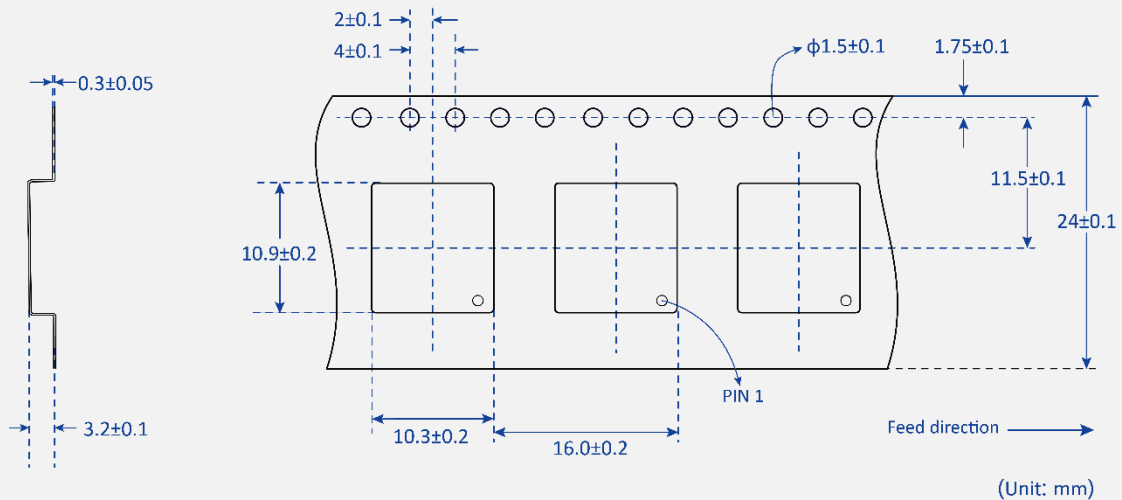 2±0.1
ϕ1.5±0.1
1.75±0.1
4±0.1
0.3±0.05
11.5±0.1
24±0.1
10.9±0.2
PIN 1
3.2±0.1
10.3±0.2
16.0±0.2
Feed direction
(Unit: mm)